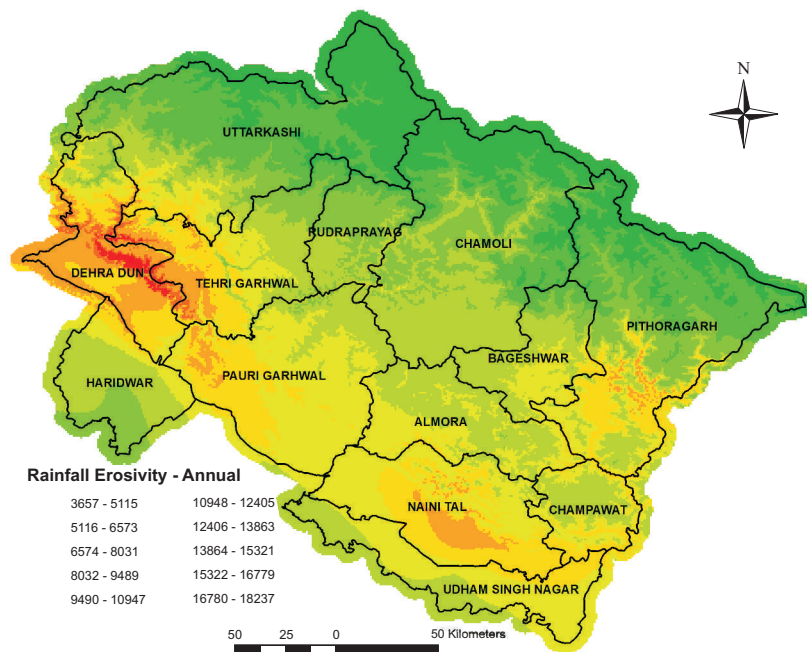 N
UTTARKASHI
RUDRAPRAYAG
CHAMOLI
DEHRA DUN
TEHRI GARHWAL
PITHORAGARH
BAGESHWAR
HARIDWAR
PAURI GARHWAL
ALMORA
NAINI TAL
CHAMPAWAT
UDHAM SINGH NAGAR
Rainfall Erosivity - Annual
3657 - 5115
5116 - 6573
6574 - 8031
8032 - 9489
9490 - 10947
10948 - 12405
12406 - 13863
13864 - 15321
15322 - 16779
16780 - 18237
50 25 0 50 Kilometers